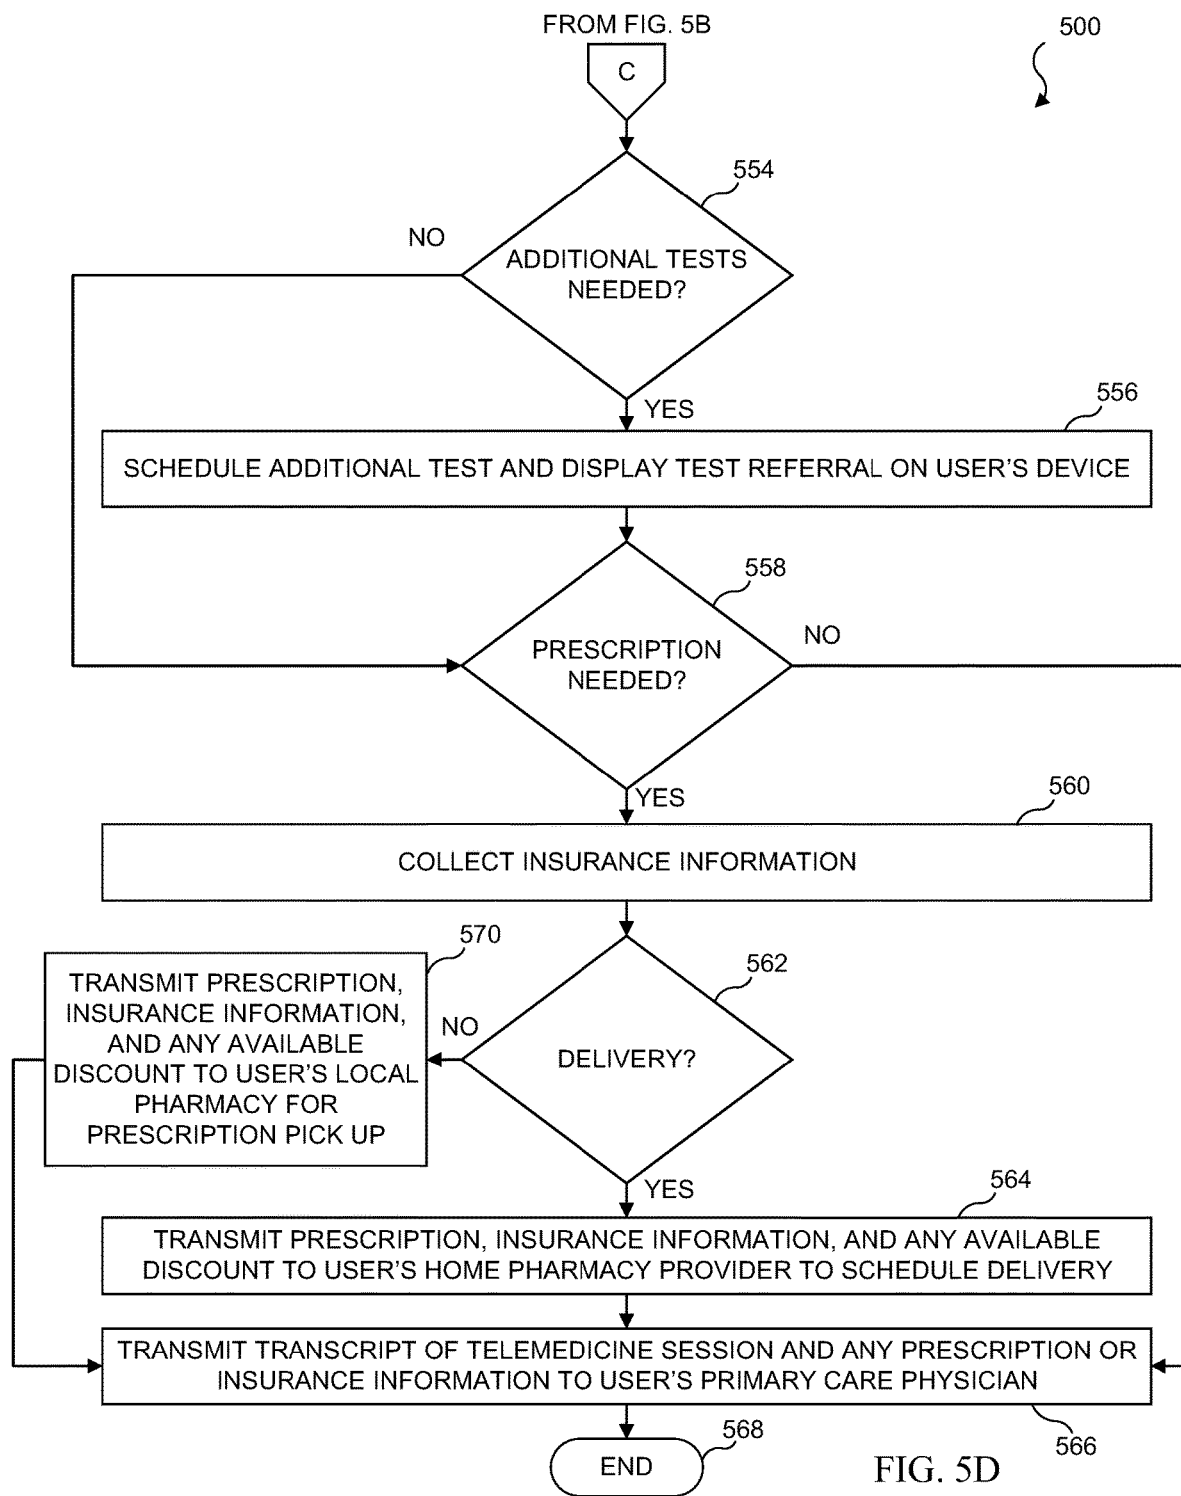 FROM FIG. 5B
500
C
554
NO
ADDITIONAL TESTS
NEEDED?
YES
556
SCHEDULE ADDITIONAL TEST AND DISPLAY TEST REFERRAL ON USER'S DEVICE
558
NO
PRESCRIPTION
NEEDED?
YES
560
COLLECT INSURANCE INFORMATION
570
TRANSMIT PRESCRIPTION,
INSURANCE INFORMATION,
AND ANY AVAILABLE
DISCOUNT TO USER'S LOCAL
PHARMACY FOR
PRESCRIPTION PICK UP
562
NO
DELIVERY?
YES
564
TRANSMIT PRESCRIPTION, INSURANCE INFORMATION, AND ANY AVAILABLE
DISCOUNT TO USER'S HOME PHARMACY PROVIDER TO SCHEDULE DELIVERY
TRANSMIT TRANSCRIPT OF TELEMEDICINE SESSION AND ANY PRESCRIPTION OR
INSURANCE INFORMATION TO USER'S PRIMARY CARE PHYSICIAN
566
568
END
FIG. 5D